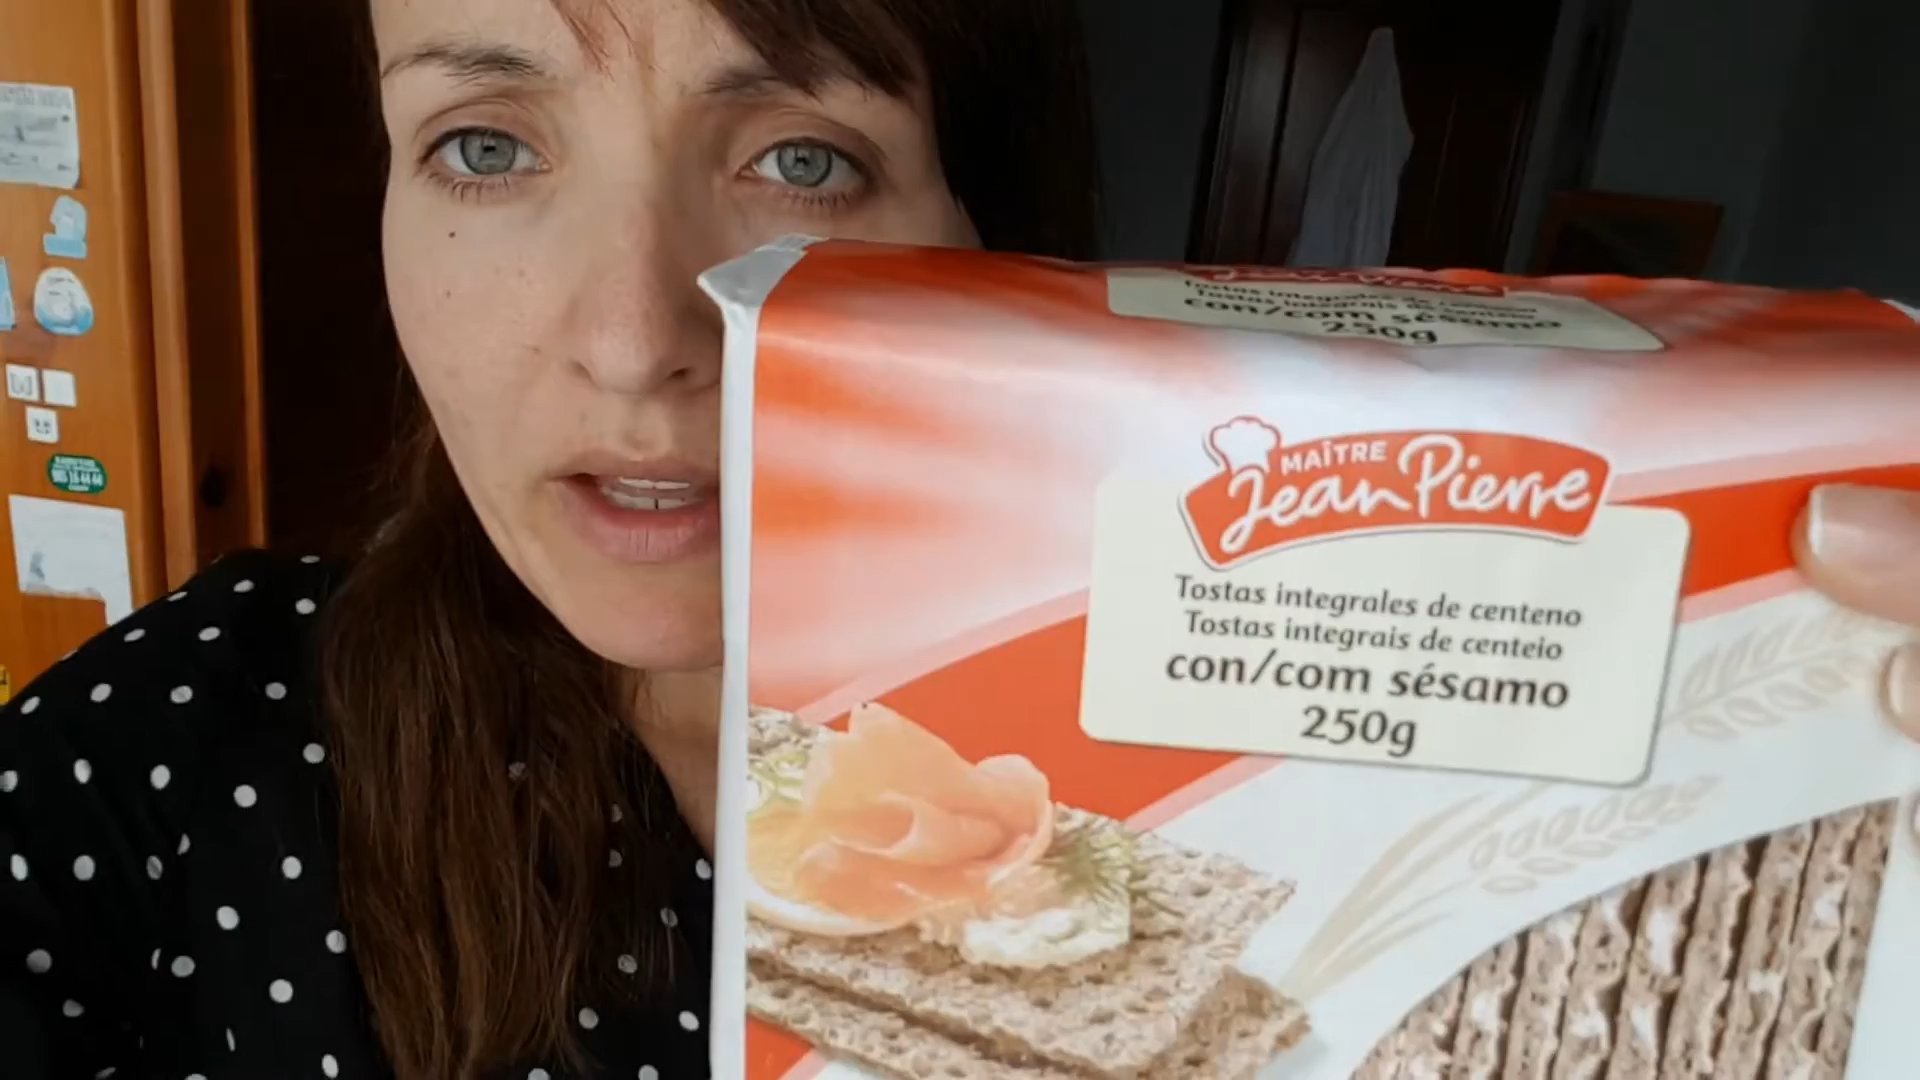 con/com sésamo
250g
MAÎTRE
Jean Pierre
Tostas integrales de centeno
Tostas integrais de centeio
con/com sésamo
250g